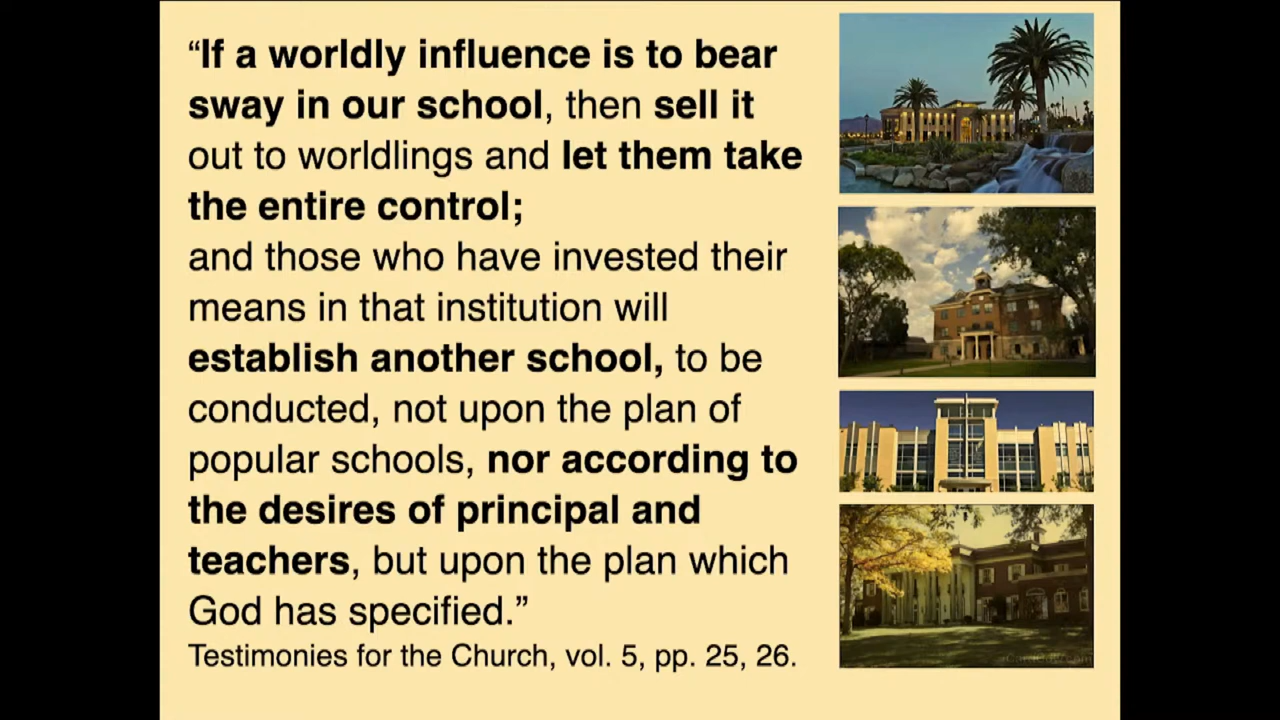 “If a worldly influence is to bear
sway in our school, then sell it
out to worldlings and let them take
the entire control;
and those who have invested their
means in that institution will
establish another school, to be
conducted, not upon the plan of
popular schools, nor according to
the desires of principal and
teachers, but upon the plan which
God has specified.”
Testimonies for the Church, vol. 5, pp. 25, 26.